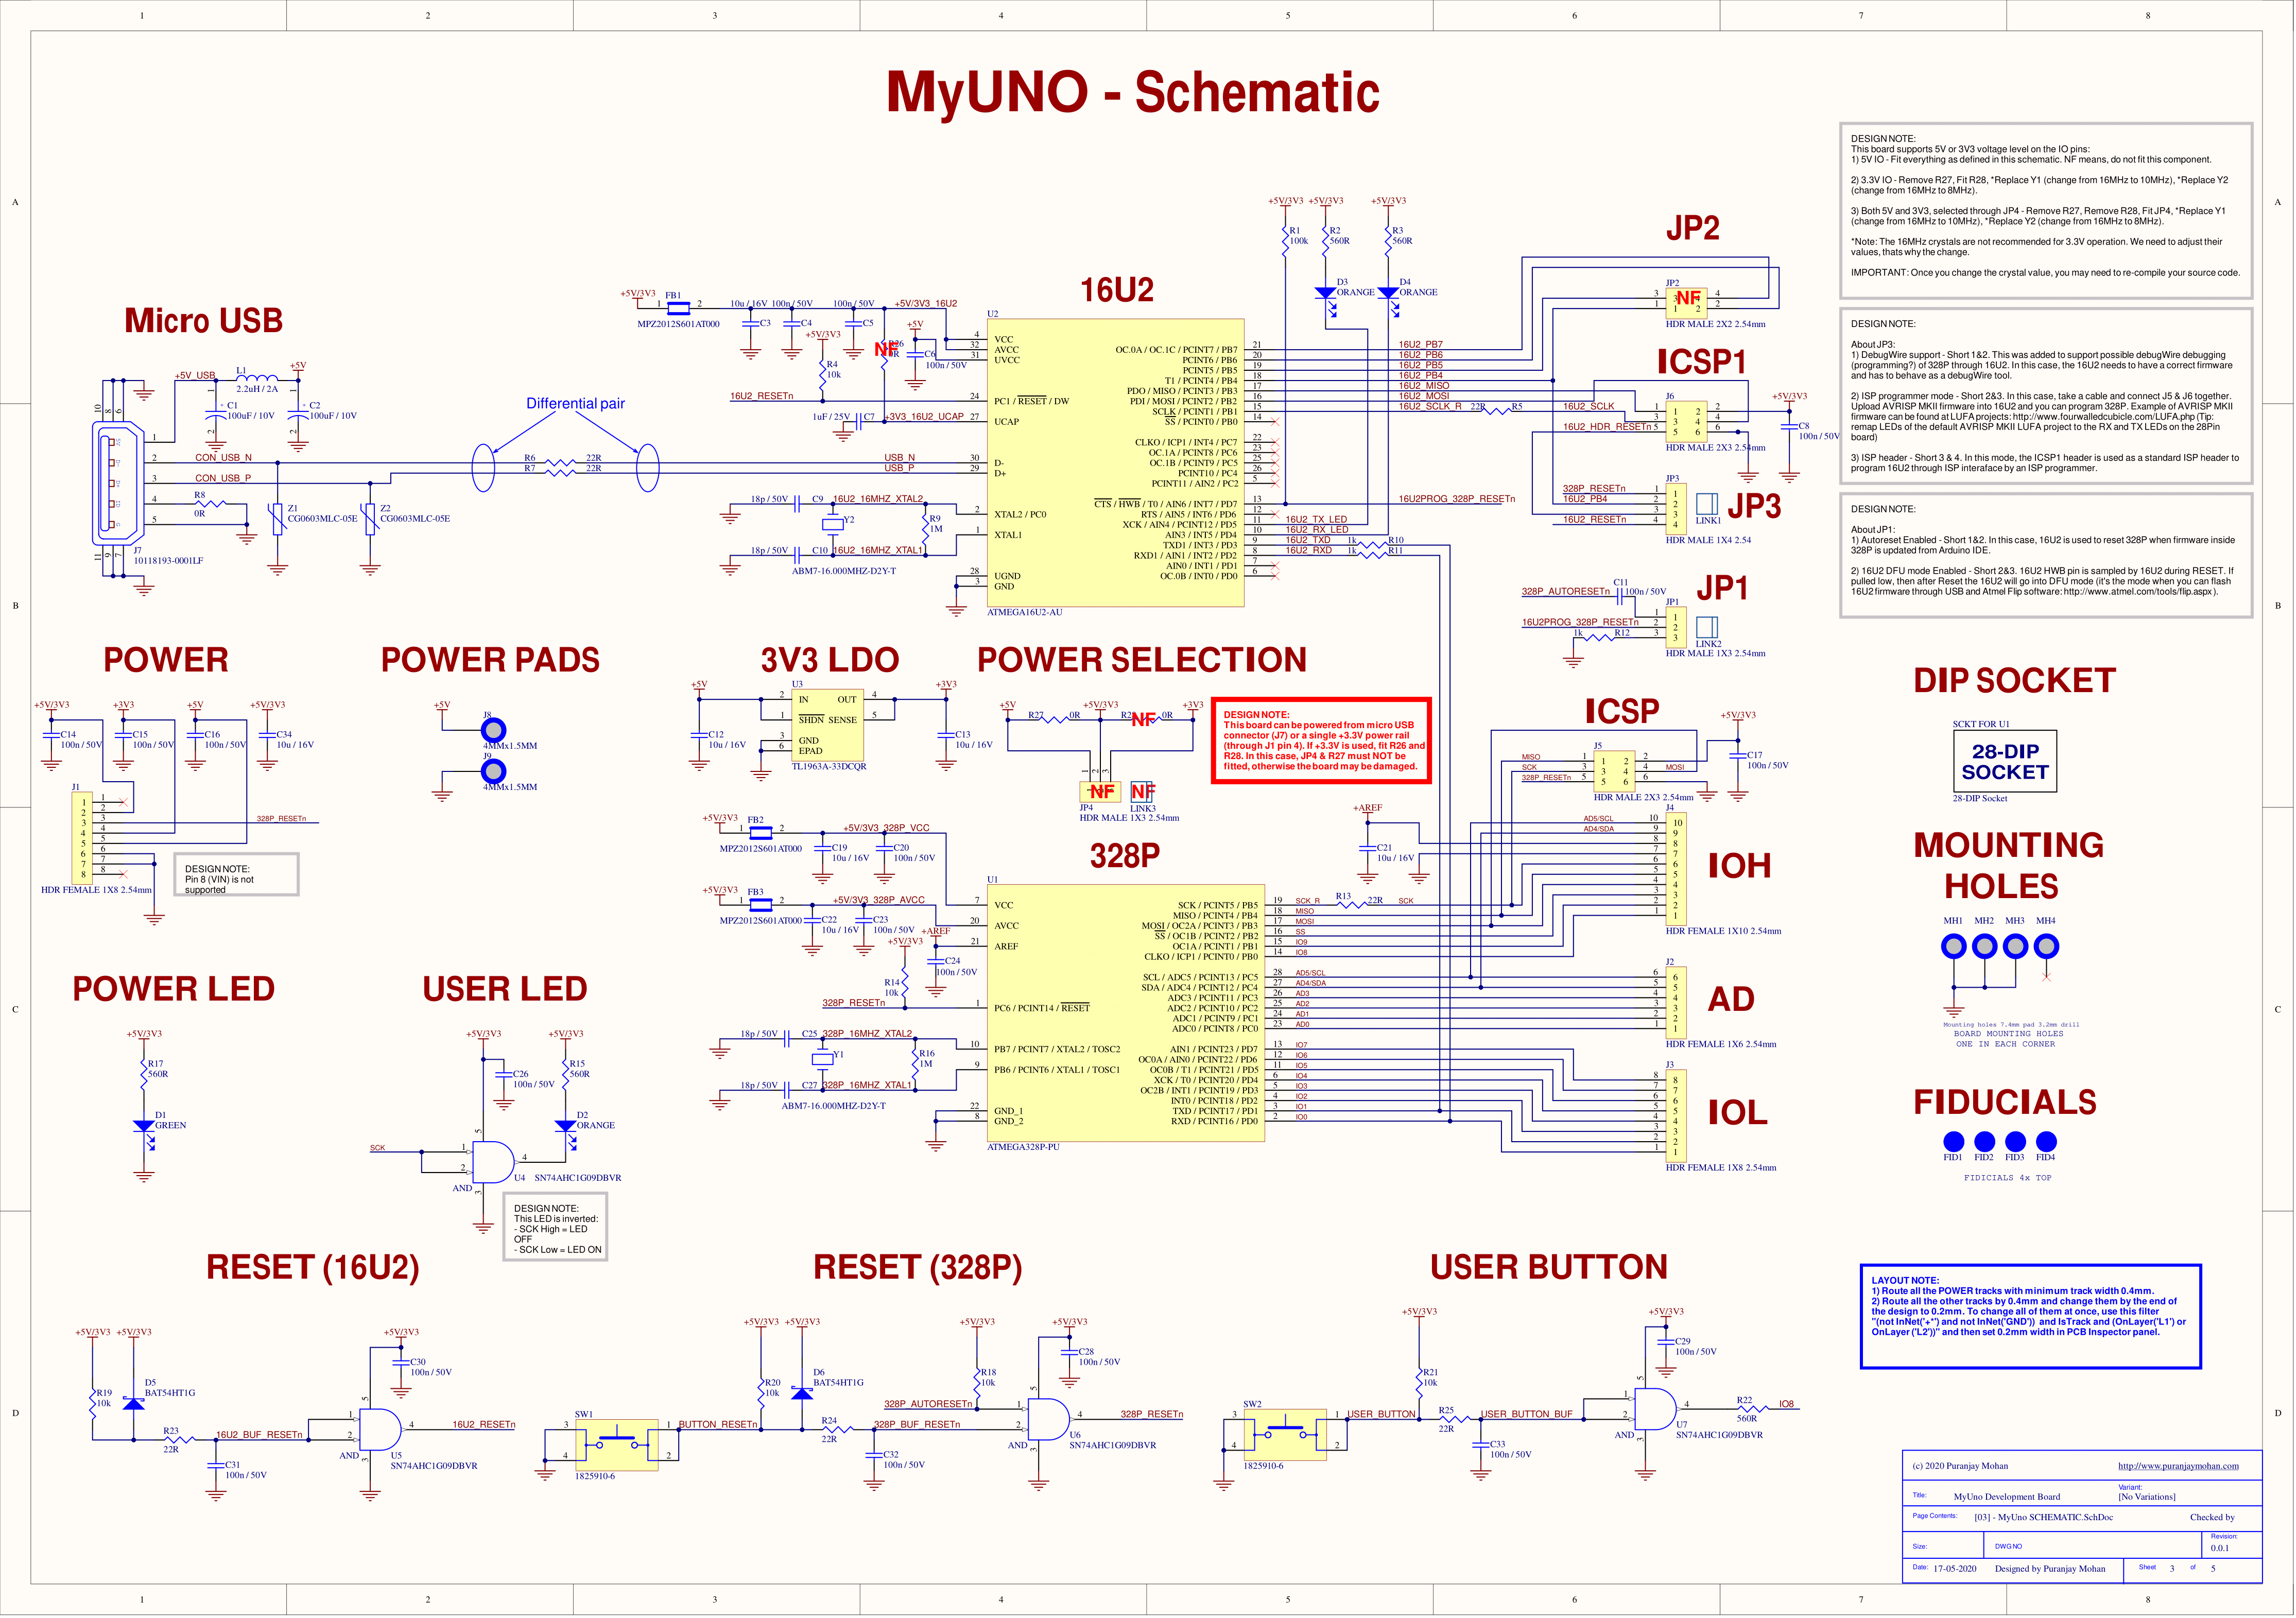 MyUNO - Schematic
DESIGN NOTE:
This board supports 5V or 3V3 voltage level on the IO pins:
1) 5V IO - Fit everything as defined in this schematic. NF means, do not fit this component.
2) 3.3V IO - Remove R27, Fit R28, *Replace Y1 (change from 16MHz to 10MHz), *Replace Y2
(change from 16MHz to 8MHz).
3) Both 5V and 3V3, selected through JP4 - Remove R27, Remove R28, Fit JP4, *Replace Y1
(change from 16MHz to 10MHz), *Replace Y2 (change from 16MHz to 8MHz).
*Note: The 16MHz crystals are not recommended for 3.3V operation. We need to adjust their
values, thats why the change.
IMPORTANT: Once you change the crystal value, you may need to re-compile your source code.
DESIGN NOTE:
About JP3:
1) DebugWire support - Short 1&2. This was added to support possible debugWire debugging
(programming?) of 328P through 16U2. In this case, the 16U2 needs to have a correct firmware
and has to behave as a debugWire tool.
2) ISP programmer mode - Short 2&3. In this case, take a cable and connect J5 & J6 together.
Upload AVRISP MKII firmware into 16U2 and you can program 328P. Example of AVRISP MKII
firmware can be found at LUFA projects: http://www.fourwalledcubicle.com/LUFA.php (Tip:
remap LEDs of the default AVRISP MKII LUFA project to the RX and TX LEDs on the 28Pin
board)
3) ISP header - Short 3 & 4. In this mode, the ICSP1 header is used as a standard ISP header to
program 16U2 through ISP interaface by an ISP programmer.
DESIGN NOTE:
About JP1:
1) Autoreset Enabled - Short 1&2. In this case, 16U2 is used to reset 328P when firmware inside
328P is updated from Arduino IDE.
2) 16U2 DFU mode Enabled - Short 2&3. 16U2 HWB pin is sampled by 16U2 during RESET. If
pulled low, then after Reset the 16U2 will go into DFU mode (it's the mode when you can flash
16U2 firmware through USB and Atmel Flip software: http://www.atmel.com/tools/flip.aspx).
Micro USB
+5V_USB
L1
2.2uH / 2A
+5V
C1
100uF / 10V
C2
100uF / 10V
CON_USB_N
CON_USB_P
R8
0R
Z1
CG0603MLC-05E
Z2
CG0603MLC-05E
J7
10118193-0001LF
Differential pair
R6 22R
R7 22R
USB_N
USB_P
16U2
+5V/3V3
FB1
MPZ2012S601AT000
10u / 16V 100n / 50V 100n / 50V
C3 C4 C5
+5V/3V3_16U2
+5V/3V3
R4
10k
NF
R26
0R
+5V
C6
100n / 50V
16U2_RESETn
1uF / 25V C7 +3V3_16U2_UCAP
18p / 50V C9 16U2_16MHZ_XTAL2
Y2
R9
1M
18p / 50V C10 16U2_16MHZ_XTAL1
ABM7-16.000MHZ-D2Y-T
U2
4 VCC
32 AVCC
31 UVCC
24 PC1 / RESET / DW
27 UCAP
30 D-
29 D+
2 XTAL2 / PC0
1 XTAL1
28 UGND
3 GND
ATMEGA16U2-AU
OC.0A / OC.1C / PCINT7 / PB7 21 16U2_PB7
PCINT6 / PB6 20 16U2_PB6
PCINT5 / PB5 19 16U2_PB5
T1 / PCINT4 / PB4 18 16U2_PB4
PDO / MISO / PCINT3 / PB3 17 16U2_MISO
PDI / MOSI / PCINT2 / PB2 16 16U2_MOSI
SCLK / PCINT1 / PB1 15 16U2_SCLK_R 22R R5 16U2_SCLK
SS / PCINT0 / PB0 14
CLKO / ICP1 / INT4 / PC7 22
OC.1A / PCINT8 / PC6 23
OC.1B / PCINT9 / PC5 25
PCINT10 / PC4 26
PCINT11 / AIN2 / PC2 5
CTS / HWB / T0 / AIN6 / INT7 / PD7 13 16U2PROG_328P_RESETn
RTS / AIN5 / INT6 / PD6 12
XCK / AIN4 / PCINT12 / PD5 11 16U2_TX_LED
AIN3 / INT5 / PD4 10 16U2_RX_LED
TXD1 / INT3 / PD3 9 16U2_TXD 1k R10
RXD1 / AIN1 / INT2 / PD2 8 16U2_RXD 1k R11
AIN0 / INT1 / PD1 7
OC.0B / INT0 / PD0 6
+5V/3V3 +5V/3V3 +5V/3V3
R1
100k
R2
560R
R3
560R
D3
ORANGE
D4
ORANGE
JP2
JP2
NF
HDR MALE 2X2 2.54mm
ICSP1
J6
16U2_HDR_RESETn
HDR MALE 2X3 2.54mm
+5V/3V3
C8
100n / 50V
JP3
328P_RESETn
16U2_PB4
16U2_RESETn
JP3
LINK1
HDR MALE 1X4 2.54
JP1
C11
100n / 50V
328P_AUTORESETn
16U2PROG_328P_RESETn
1k R12
JP1
LINK2
HDR MALE 1X3 2.54mm
POWER
+5V/3V3 +3V3 +5V +5V/3V3
C14
100n / 50V
C15
100n / 50V
C16
100n / 50V
C34
10u / 16V
J1
328P_RESETn
HDR FEMALE 1X8 2.54mm
DESIGN NOTE:
Pin 8 (VIN) is not
supported
POWER PADS
+5V
J8
4MMx1.5MM
J9
4MMx1.5MM
3V3 LDO
+5V
C12
10u / 16V
U3
2 IN OUT 4
1 SHDN SENSE 5
3 GND
6 EPAD
TL1963A-33DCQR
+3V3
C13
10u / 16V
POWER SELECTION
+5V +5V/3V3 +3V3
R27 0R
NF 0R
NF NF
JP4 LINK3
HDR MALE 1X3 2.54mm
DESIGN NOTE:
This board can be powered from micro USB
connector (J7) or a single +3.3V power rail
(through J1 pin 4). If +3.3V is used, fit R26 and
R28. In this case, JP4 & R27 must NOT be
fitted, otherwise the board may be damaged.
ICSP
+5V/3V3
J5
MISO
SCK
328P_RESETn
MOSI
C17
100n / 50V
HDR MALE 2X3 2.54mm
DIP SOCKET
SCKT FOR U1
28-DIP
SOCKET
28-DIP Socket
328P
+5V/3V3
FB2
MPZ2012S601AT000
+5V/3V3_328P_VCC
C19
10u / 16V
C20
100n / 50V
+5V/3V3
FB3
MPZ2012S601AT000
+5V/3V3_328P_AVCC
C22
10u / 16V
C23
100n / 50V
+AREF
C24
100n / 50V
+5V/3V3
R14
10k
328P_RESETn
18p / 50V C25 328P_16MHZ_XTAL2
Y1
R16
1M
18p / 50V C27 328P_16MHZ_XTAL1
ABM7-16.000MHZ-D2Y-T
U1
7 VCC
20 AVCC
21 AREF
1 PC6 / PCINT14 / RESET
10 PB7 / PCINT7 / XTAL2 / TOSC2
9 PB6 / PCINT6 / XTAL1 / TOSC1
22 GND_1
8 GND_2
ATMEGA328P-PU
SCK / PCINT5 / PB5 19 SCK_R R13 22R SCK
MISO / PCINT4 / PB4 18 MISO
MOSI / OC2A / PCINT3 / PB3 17 MOSI
SS / OC1B / PCINT2 / PB2 16 SS
OC1A / PCINT1 / PB1 15 IO9
CLKO / ICP1 / PCINT0 / PB0 14 IO8
SCL / ADC5 / PCINT13 / PC5 28 AD5/SCL
SDA / ADC4 / PCINT12 / PC4 27 AD4/SDA
ADC3 / PCINT11 / PC3 26 AD3
ADC2 / PCINT10 / PC2 25 AD2
ADC1 / PCINT9 / PC1 24 AD1
ADC0 / PCINT8 / PC0 23 AD0
AIN1 / PCINT23 / PD7 13 IO7
OC0A / AIN0 / PCINT22 / PD6 12 IO6
OC0B / T1 / PCINT21 / PD5 11 IO5
XCK / T0 / PCINT20 / PD4 6 IO4
OC2B / INT1 / PCINT19 / PD3 5 IO3
INT0 / PCINT18 / PD2 4 IO2
TXD / PCINT17 / PD1 3 IO1
RXD / PCINT16 / PD0 2 IO0
+AREF
C21
10u / 16V
J4
AD5/SCL
AD4/SDA
IOH
HDR FEMALE 1X10 2.54mm
J2
AD
HDR FEMALE 1X6 2.54mm
J3
IOL
HDR FEMALE 1X8 2.54mm
MOUNTING
HOLES
MH1 MH2 MH3 MH4
Mounting holes 7.4mm pad 3.2mm drill
BOARD MOUNTING HOLES
ONE IN EACH CORNER
FIDUCIALS
FID1 FID2 FID3 FID4
FIDICIALS 4x TOP
POWER LED
+5V/3V3
R17
560R
D1
GREEN
USER LED
+5V/3V3 +5V/3V3
C26
100n / 50V
R15
560R
D2
ORANGE
SCK
AND
U4 SN74AHC1G09DBVR
DESIGN NOTE:
This LED is inverted:
- SCK High = LED
OFF
- SCK Low = LED ON
RESET (16U2)
+5V/3V3 +5V/3V3 +5V/3V3
R19
10k
D5
BAT54HT1G
R23
22R
16U2_BUF_RESETn
C31
100n / 50V
C30
100n / 50V
AND
U5
SN74AHC1G09DBVR
16U2_RESETn
RESET (328P)
SW1
1825910-6
BUTTON_RESETn
+5V/3V3 +5V/3V3 +5V/3V3 +5V/3V3
R20
10k
D6
BAT54HT1G
R24
22R
328P_AUTORESETn
328P_BUF_RESETn
C32
100n / 50V
R18
10k
C28
100n / 50V
AND
U6
SN74AHC1G09DBVR
328P_RESETn
USER BUTTON
SW2
1825910-6
USER_BUTTON
+5V/3V3 +5V/3V3
R21
10k
R25
22R
USER_BUTTON_BUF
C33
100n / 50V
C29
100n / 50V
AND
U7
SN74AHC1G09DBVR
R22
560R
IO8
LAYOUT NOTE:
1) Route all the POWER tracks with minimum track width 0.4mm.
2) Route all the other tracks by 0.4mm and change them by the end of
the design to 0.2mm. To change all of them at once, use this filter
"(not InNet('+*') and not InNet('GND')) and IsTrack and (OnLayer('L1') or
OnLayer ('L2'))" and then set 0.2mm width in PCB Inspector panel.
(c) 2020 Puranjay Mohan http://www.puranjaymohan.com
Title: MyUno Development Board Variant: [No Variations]
Page Contents: [03] - MyUno SCHEMATIC.SchDoc Checked by
Size: DWG NO Revision: 0.0.1
Date: 17-05-2020 Designed by Puranjay Mohan Sheet 3 of 5